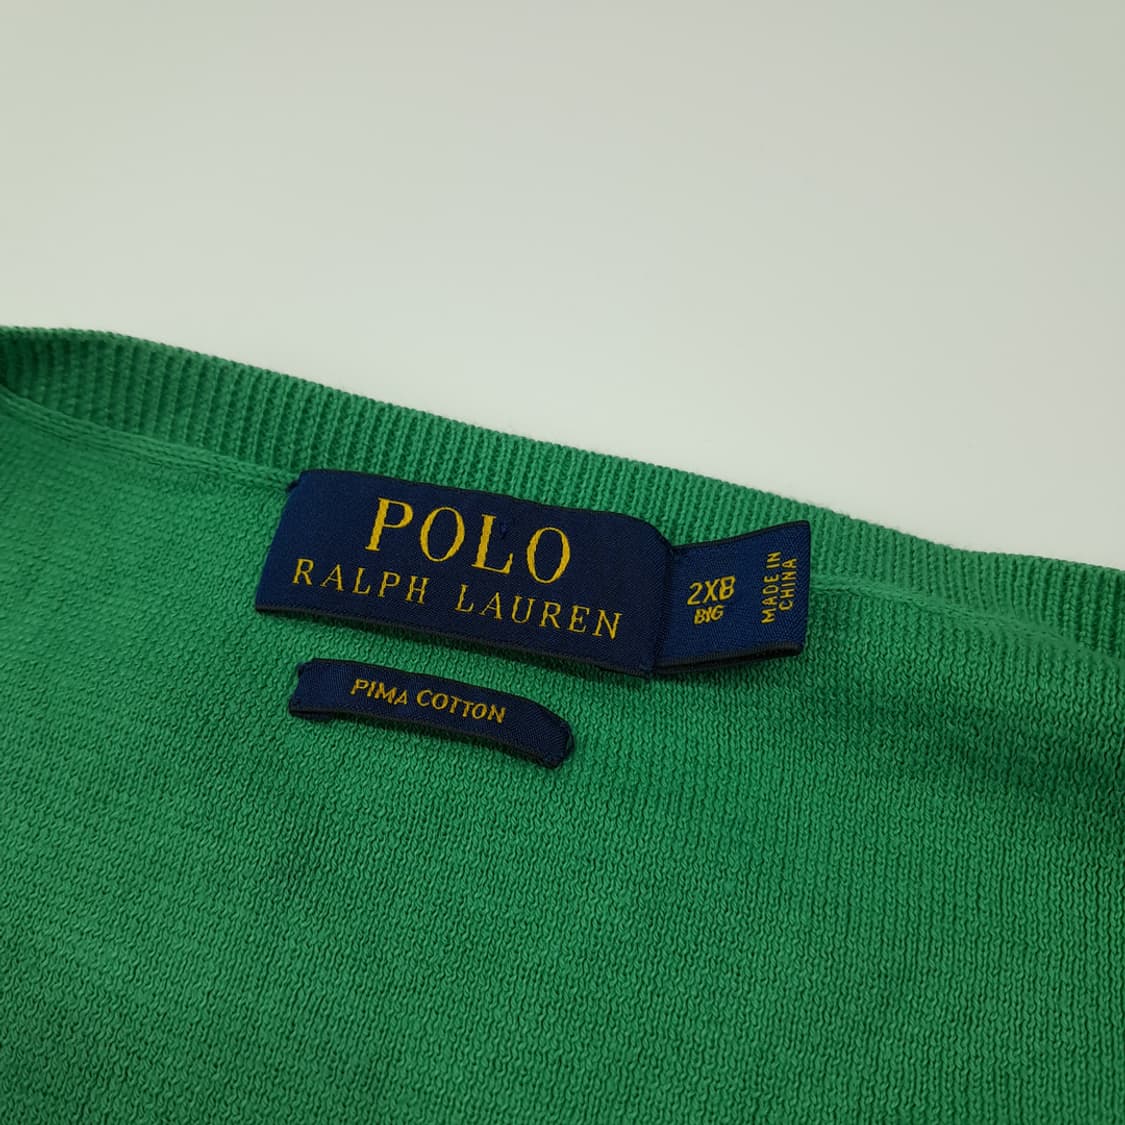 POLO
RALPH LAUREN
2XB
BIG
MADE IN
CHINA
PIMA COTTON